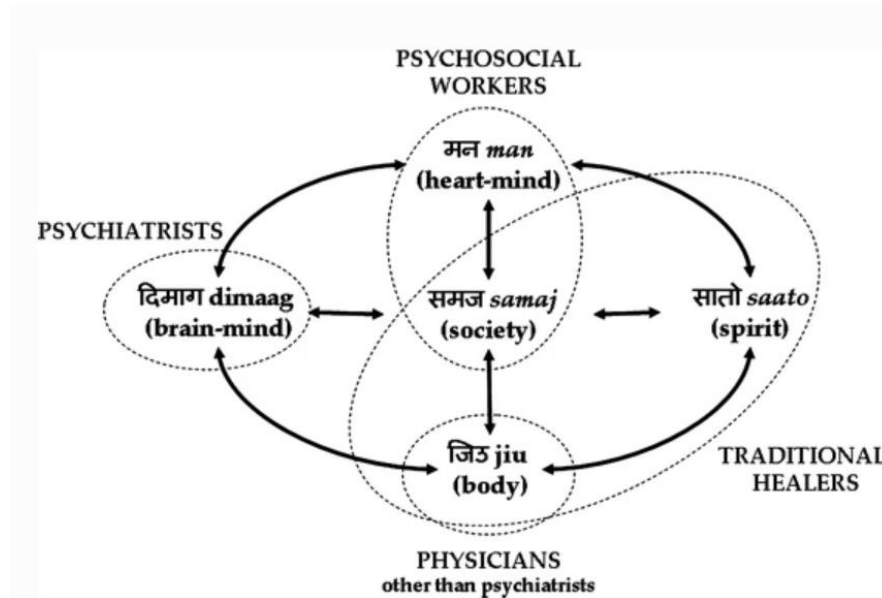 PSYCHOSOCIAL
WORKERS
मन man
(heart-mind)
PSYCHIATRISTS
दिमाग dimaag
(brain-mind)
समज samaj
(society)
सातो saato
(spirit)
जिउ jiu
(body)
TRADITIONAL
HEALERS
PHYSICIANS
other than psychiatrists